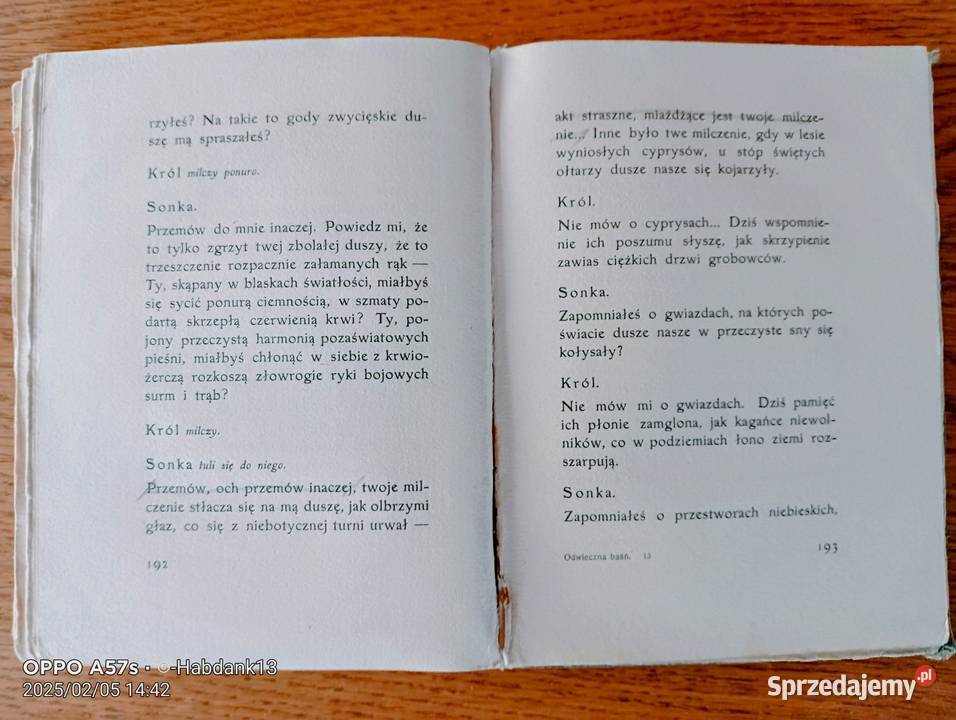 rzyłeś? Na takie to gody zwycięskie du-
szę mą spraszałeś?
Król milczy ponuro.
Sonka.
Przemów do mnie inaczej. Powiedz mi, że
to tylko zgrzyt twej zbolałej duszy, że to
trzeszczenie rozpacznie załamanych rąk —
Ty, skąpany w blaskach światłości, miałbyś
się sycić ponurą ciemnością, w szmaty po-
dartą skrzepłą czerwienią krwi? Ty, po-
jony przeczystą harmonią pozaświatowych
pieśni, miałbyś chłonąć w siebie z krwio-
żerczą rozkoszą złowrogie ryki bojowych
surm i trąb?
Król milczy.
Sonka tuli się do niego.
Przemów, och przemów inaczej, twoje mil-
czenie stłacza się na mą duszę, jak olbrzymi
głaz, co się z niebotycznej turni urwał —
192
akt straszne, miażdżące jest twoje milcze-
nie... Inne było twe milczenie, gdy w lesie
wyniosłych cyprysów, u stóp świętych
ołtarzy dusze nasze się kojarzyły.
Król.
Nie mów o cyprysach... Dziś wspomnie-
nie ich poszumu słyszę, jak skrzypienie
zawias ciężkich drzwi grobowców.
Sonka.
Zapomniałeś o gwiazdach, na których po-
świacie dusze nasze w przeczyste sny się
kołysały?
Król.
Nie mów mi o gwiazdach. Dziś pamięć
ich płonie zamglona, jak kagańce niewol-
ników, co w podziemiach łono ziemi roz-
szarpują.
Sonka.
Zapomniałeś o przestworach niebieskich,
Odwieczna baśń. 13
193
OPPO A57s · ©-Habdank13
2025/02/05 14:42
Sprzedajemy.pl